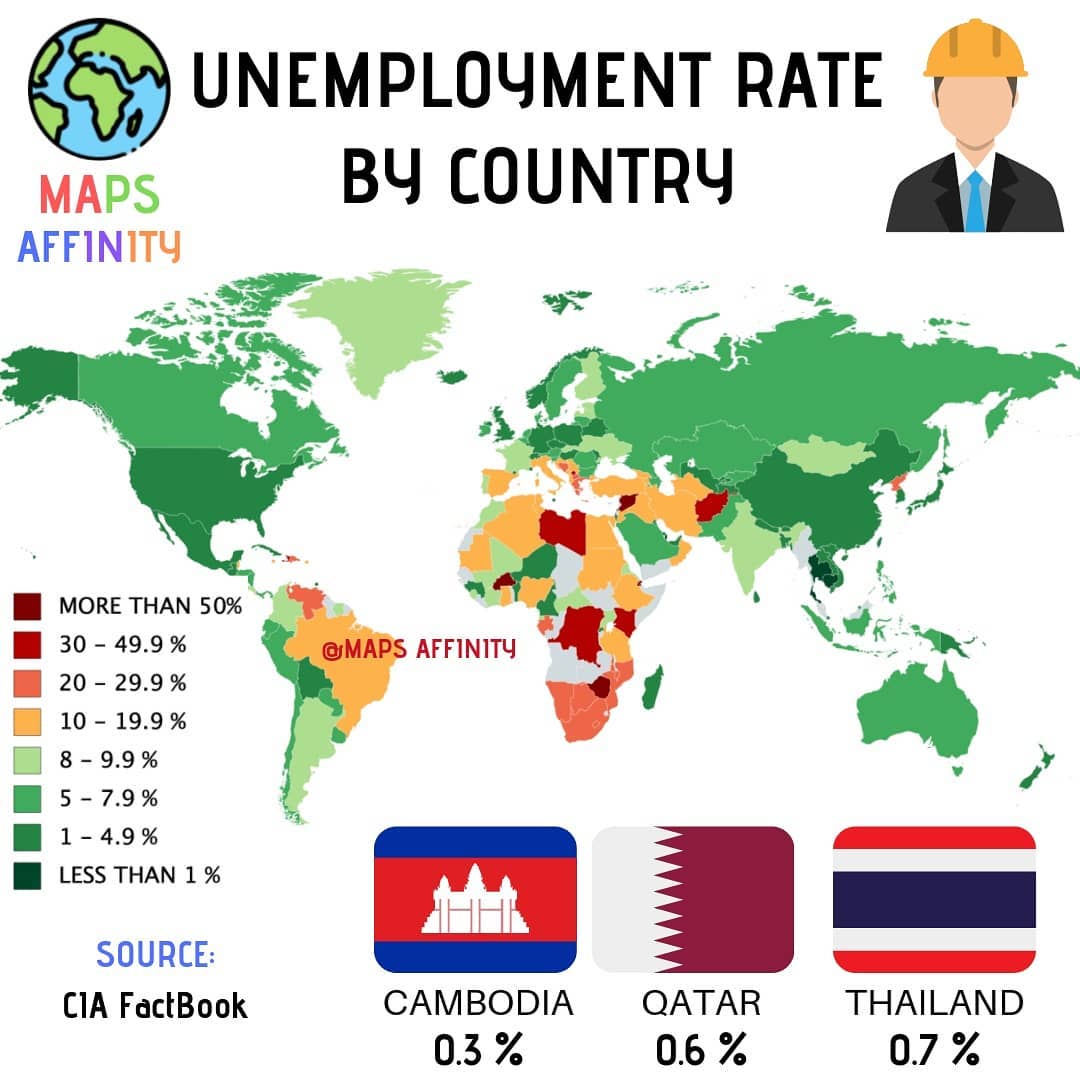 UNEMPLOYMENT RATE
BY COUNTRY
MAPS
AFFINITY
MORE THAN 50%
30 – 49.9 %
20 – 29.9 %
10 – 19.9 %
8 – 9.9 %
5 – 7.9 %
1 – 4.9 %
LESS THAN 1 %
@MAPS AFFINITY
SOURCE:
CIA FactBook
CAMBODIA
0.3 %
QATAR
0.6 %
THAILAND
0.7 %